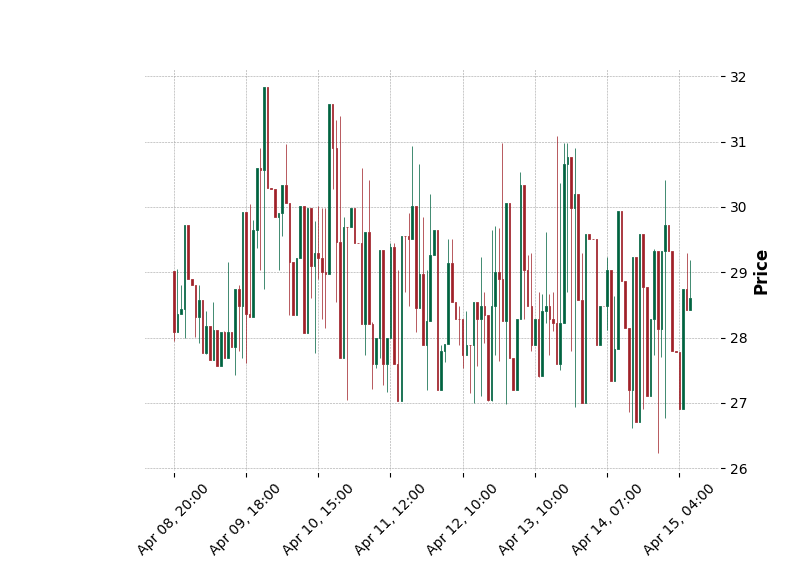 32
31
30
29
28
27
26
Price
Apr 08, 20:00
Apr 09, 18:00
Apr 10, 15:00
Apr 11, 12:00
Apr 12, 10:00
Apr 13, 10:00
Apr 14, 07:00
Apr 15, 04:00